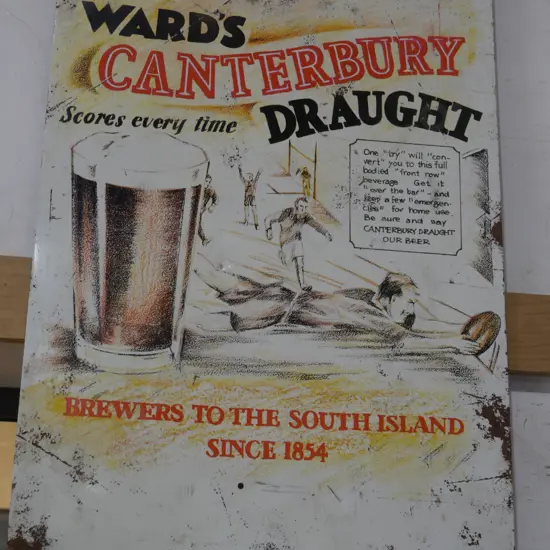 WARD'S
CANTERBURY
DRAUGHT
Scores every time
One "try" will "con-
vert" you to this full
bodied "front row"
beverage. Get it
"over the bar" - and
keep a few "emergen-
cies" for home use.
Be sure and say
CANTERBURY DRAUGHT
OUR BEER
BREWERS TO THE SOUTH ISLAND
SINCE 1854